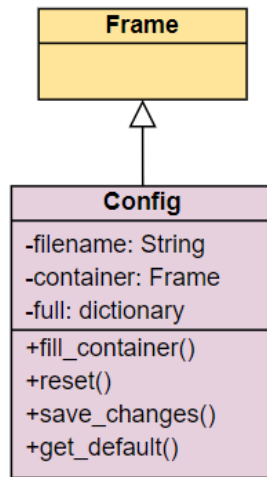 Frame
Config
-filename: String
-container: Frame
-full: dictionary
+fill_container()
+reset()
+save_changes()
+get_default()